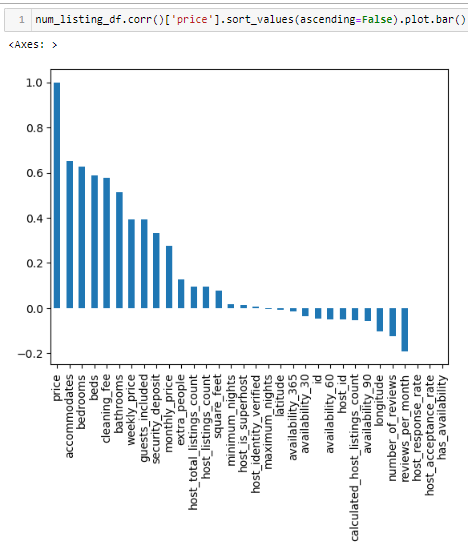 1 num_listing_df.corr()['price'].sort_values(ascending=False).plot.bar()
<Axes: >
1.0
0.8
0.6
0.4
0.2
0.0
−0.2
price
accommodates
bedrooms
beds
cleaning_fee
bathrooms
weekly_price
guests_included
security_deposit
monthly_price
extra_people
host_total_listings_count
host_listings_count
square_feet
minimum_nights
host_is_superhost
host_identity_verified
maximum_nights
latitude
availability_365
availability_30
id
availability_60
host_id
calculated_host_listings_count
availability_90
longitude
number_of_reviews
reviews_per_month
host_response_rate
host_acceptance_rate
has_availability